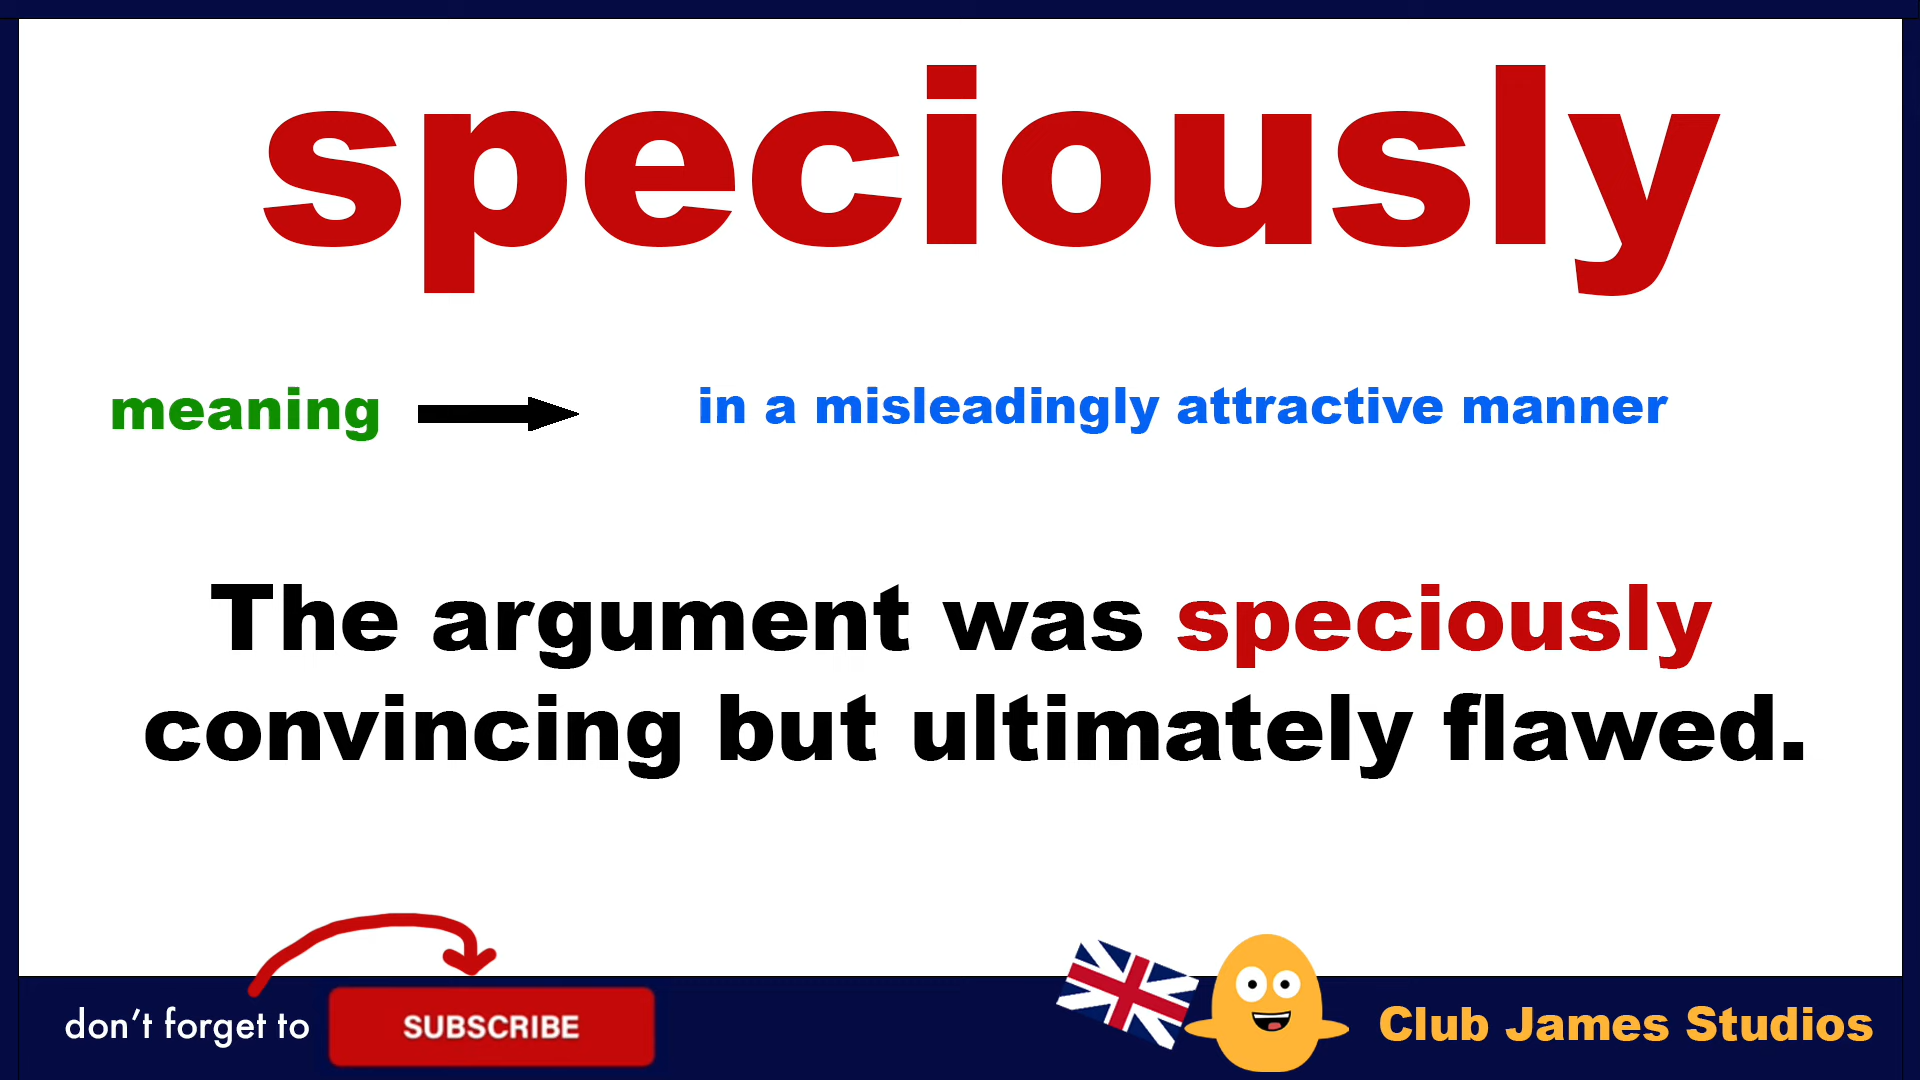 speciously
meaning
in a misleadingly attractive manner
The argument was speciously
convincing but ultimately flawed.
don't forget to
SUBSCRIBE
Club James Studios